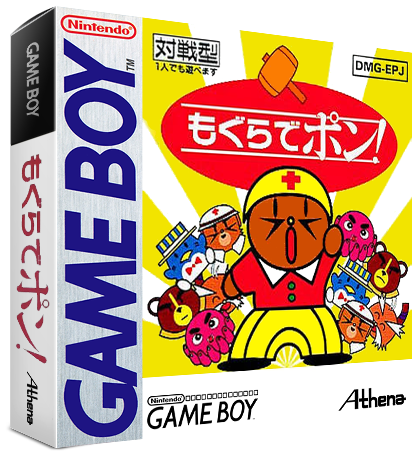 GAME BOY
もぐらでポン!
Athena
Nintendo
GAME BOY
TM
対戦型
1人でも遊べます
DMG-EPJ
もぐらでポン!
Nintendo
GAME BOY
Athena